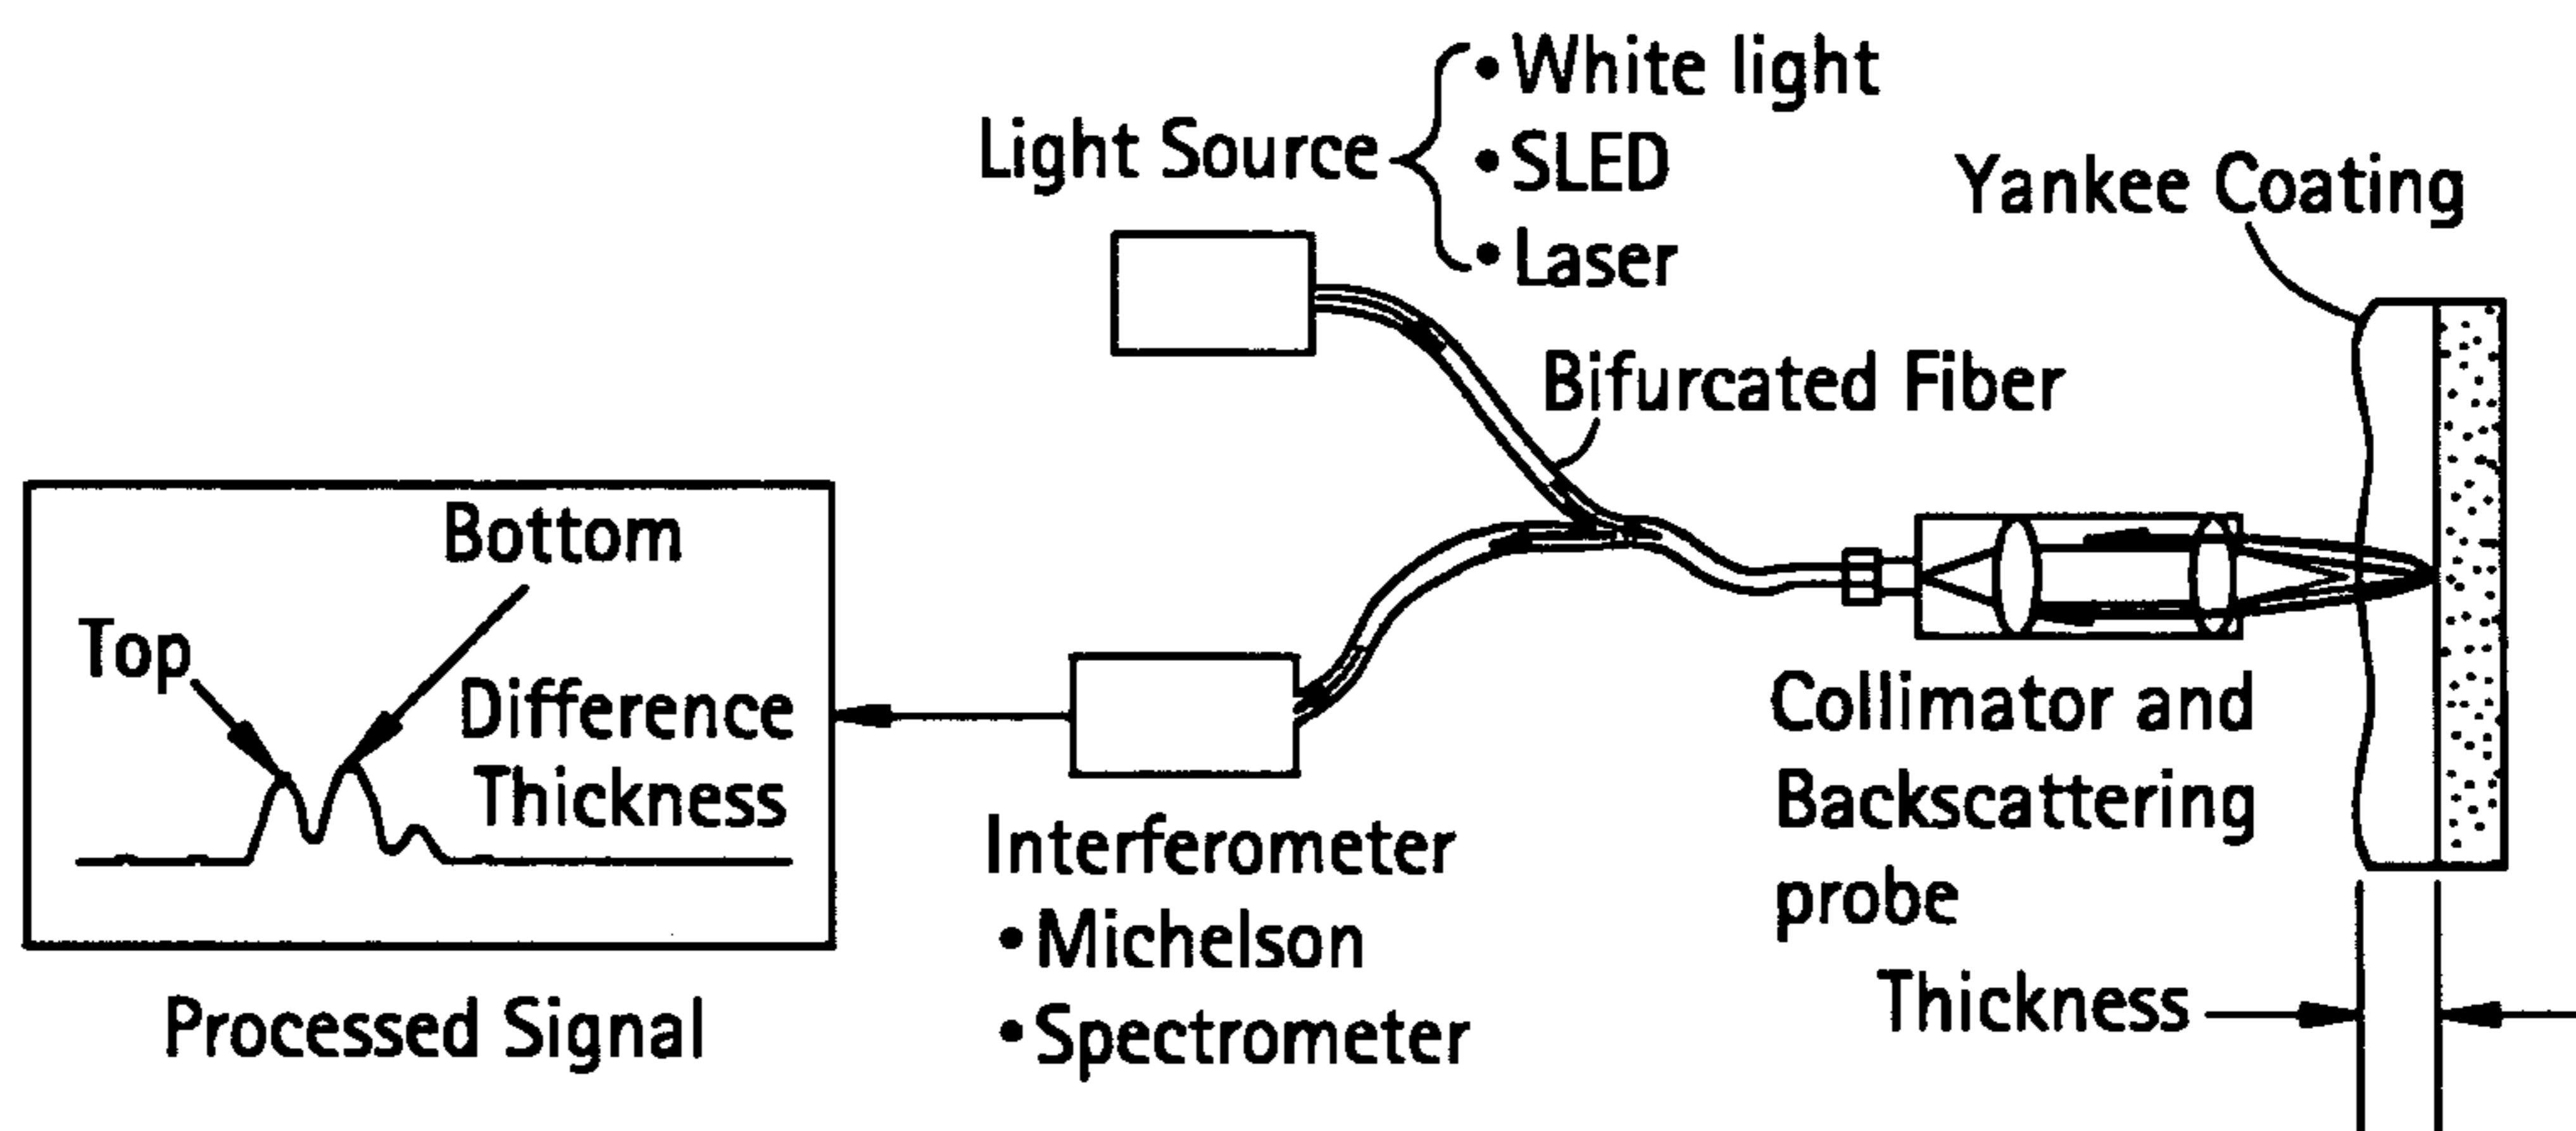 Light Source
• White light
• SLED
• Laser
Yankee Coating
Bifurcated Fiber
Bottom
Top
Difference
Thickness
Processed Signal
Interferometer
• Michelson
• Spectrometer
Collimator and
Backscattering
probe
Thickness